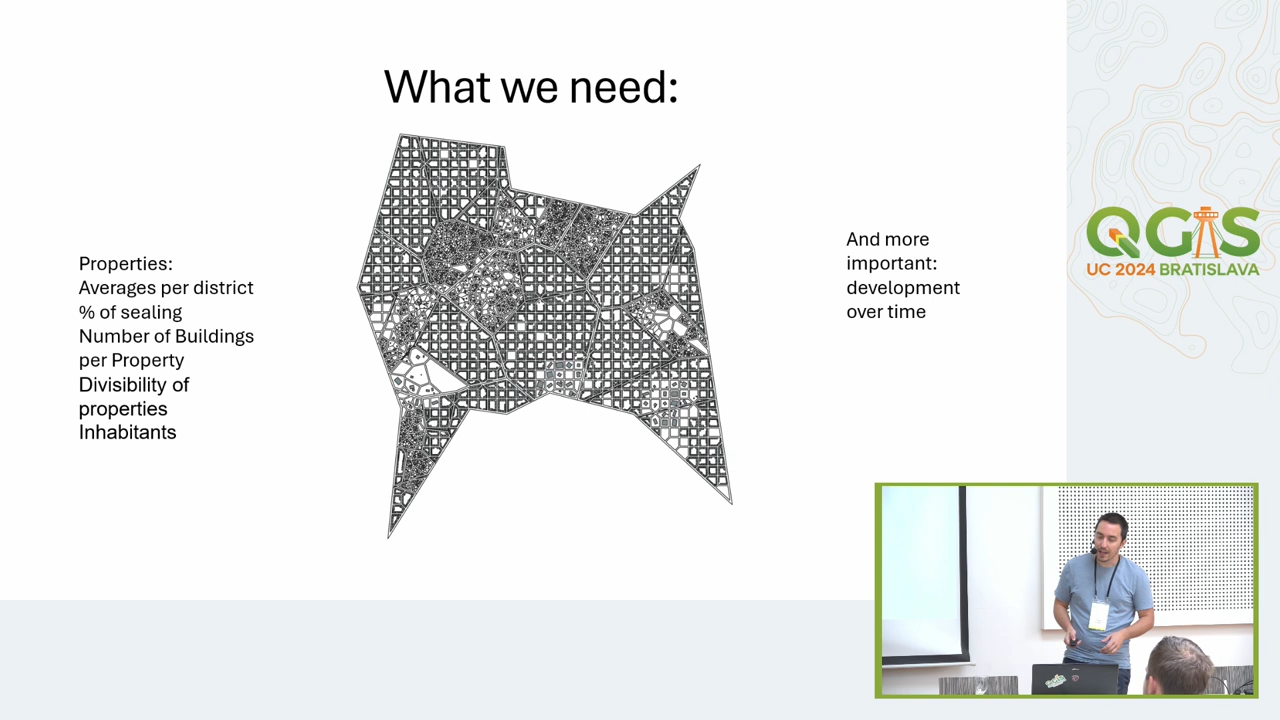 What we need:
Properties:
Averages per district
% of sealing
Number of Buildings
per Property
Divisibility of
properties
Inhabitants
And more
important:
development
over time
QGIS
UC 2024 BRATISLAVA